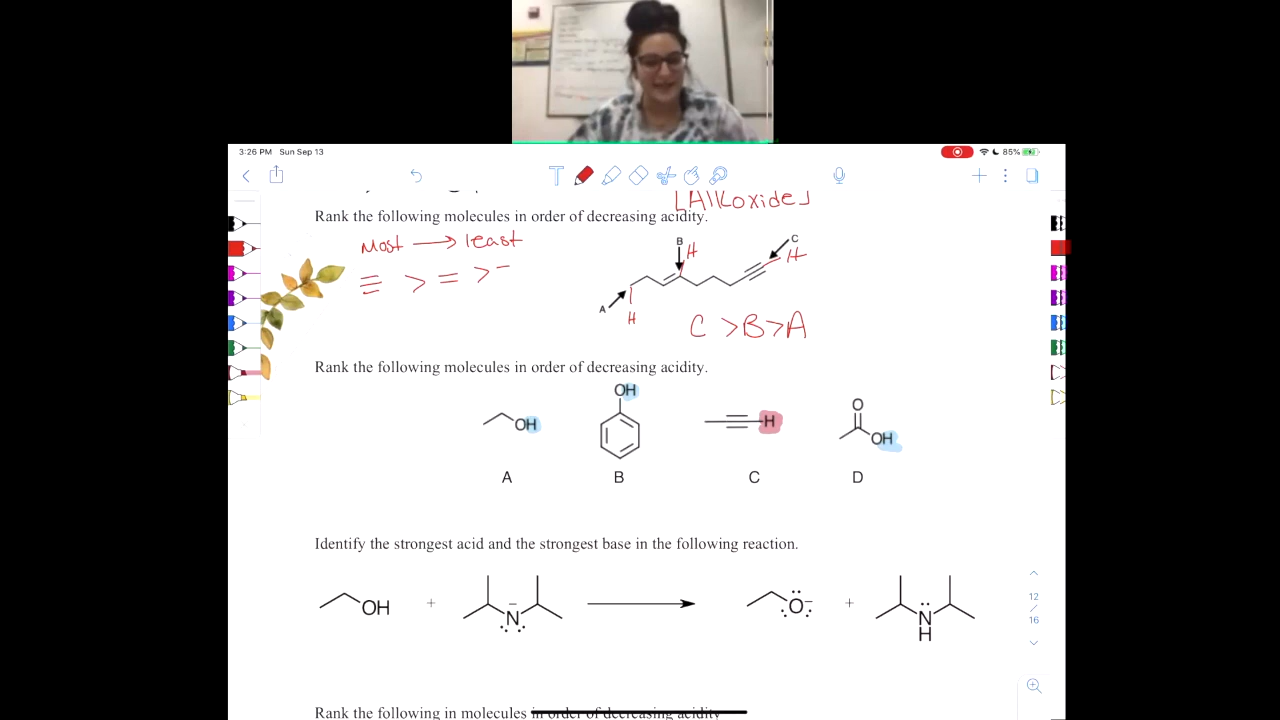 3:26 PM Sun Sep 13
85%
T
[Alkoxide]
Rank the following molecules in order of decreasing acidity.
Most → least
≡ > = > -
B
H
C
H
A
H
C > B > A
Rank the following molecules in order of decreasing acidity.
OH
OH
H
O
OH
A B C D
Identify the strongest acid and the strongest base in the following reaction.
OH + N → O + N
H
12
/
16
Rank the following in molecules in order of decreasing acidity